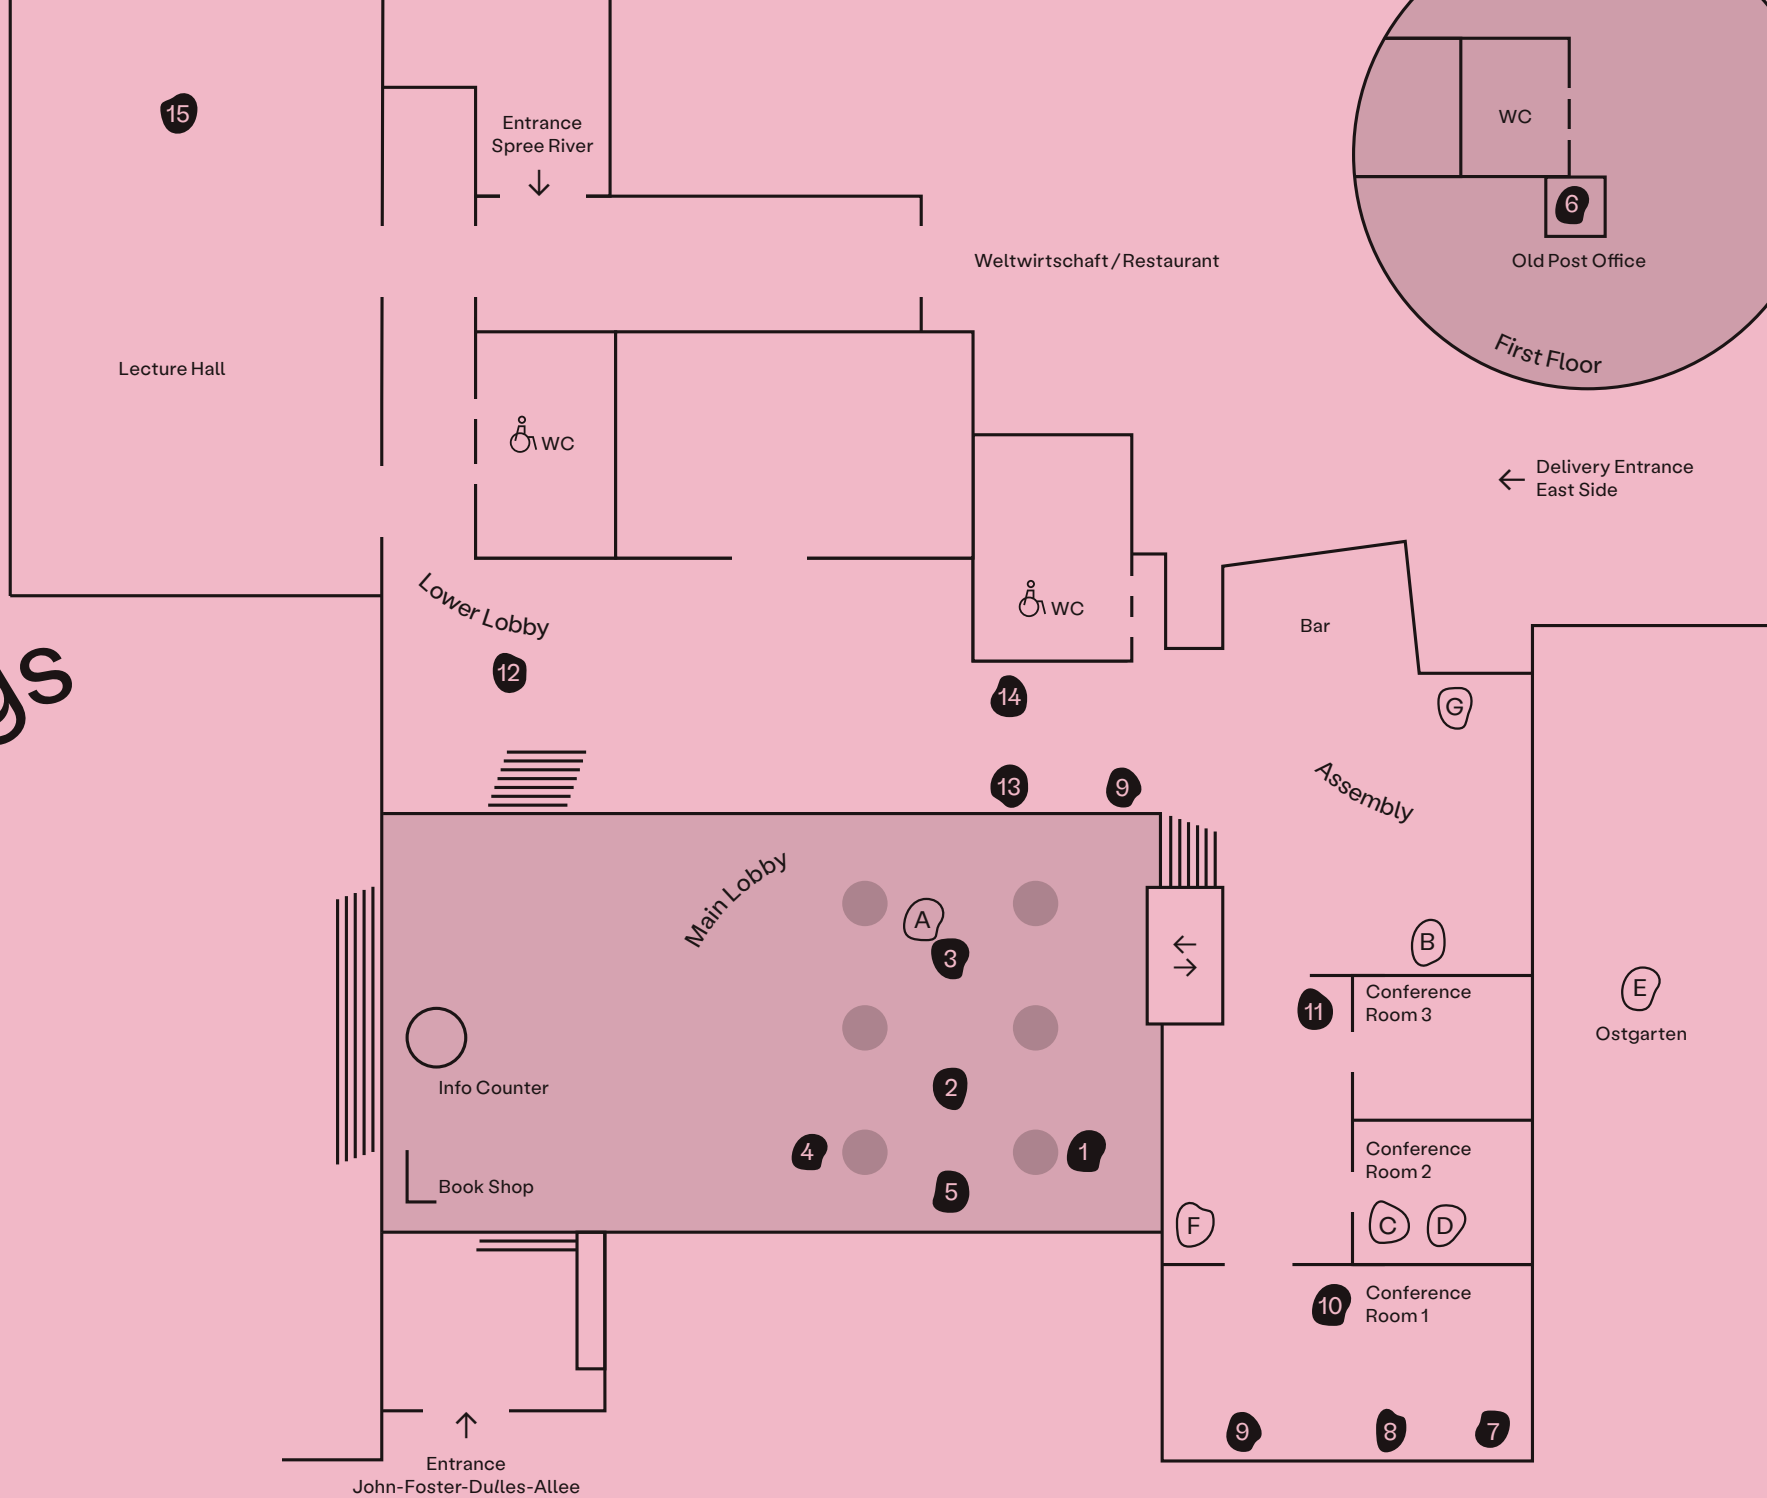 15
Entrance
Spree River
WC
6
Old Post Office
First Floor
Weltwirtschaft / Restaurant
Lecture Hall
WC
Delivery Entrance
East Side
WC
Bar
Lower Lobby
gs
12
14
G
13
9
Assembly
Main Lobby
A
3
B
Conference
Room 3
11
E
Ostgarten
Info Counter
2
4
1
Conference
Room 2
Book Shop
5
F
C
D
10
Conference
Room 1
9
8
7
Entrance
John-Foster-Dulles-Allee